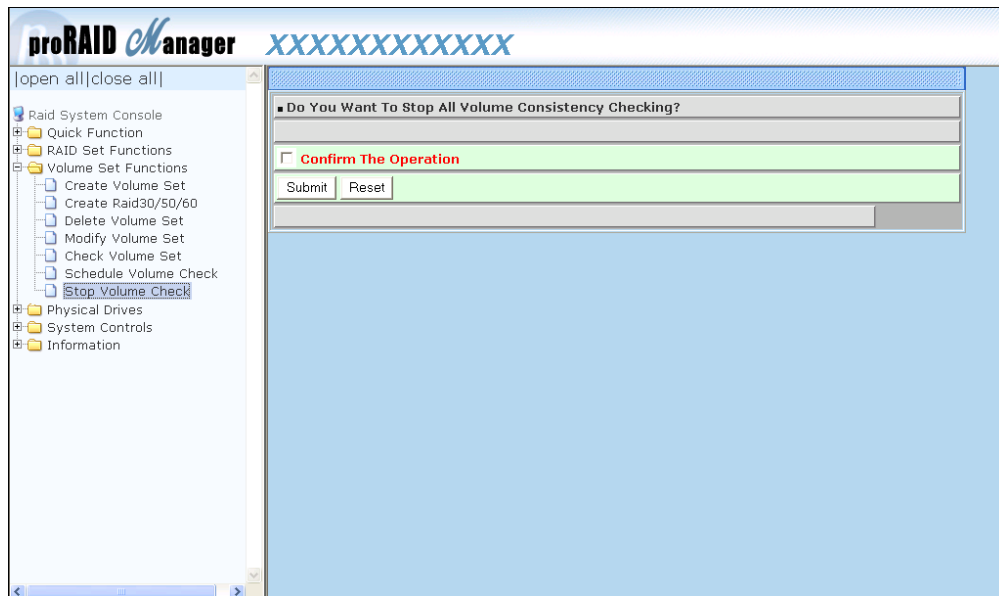 proRAID Manager XXXXXXXXXXXX
|open all|close all|
Raid System Console
Quick Function
RAID Set Functions
Volume Set Functions
Create Volume Set
Create Raid30/50/60
Delete Volume Set
Modify Volume Set
Check Volume Set
Schedule Volume Check
Stop Volume Check
Physical Drives
System Controls
Information
Do You Want To Stop All Volume Consistency Checking?
Confirm The Operation
Submit Reset